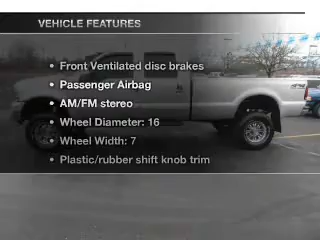 VEHICLE FEATURES
• Front Ventilated disc brakes
• Passenger Airbag
• AM/FM stereo
• Wheel Diameter: 16
• Wheel Width: 7
• Plastic/rubber shift knob trim